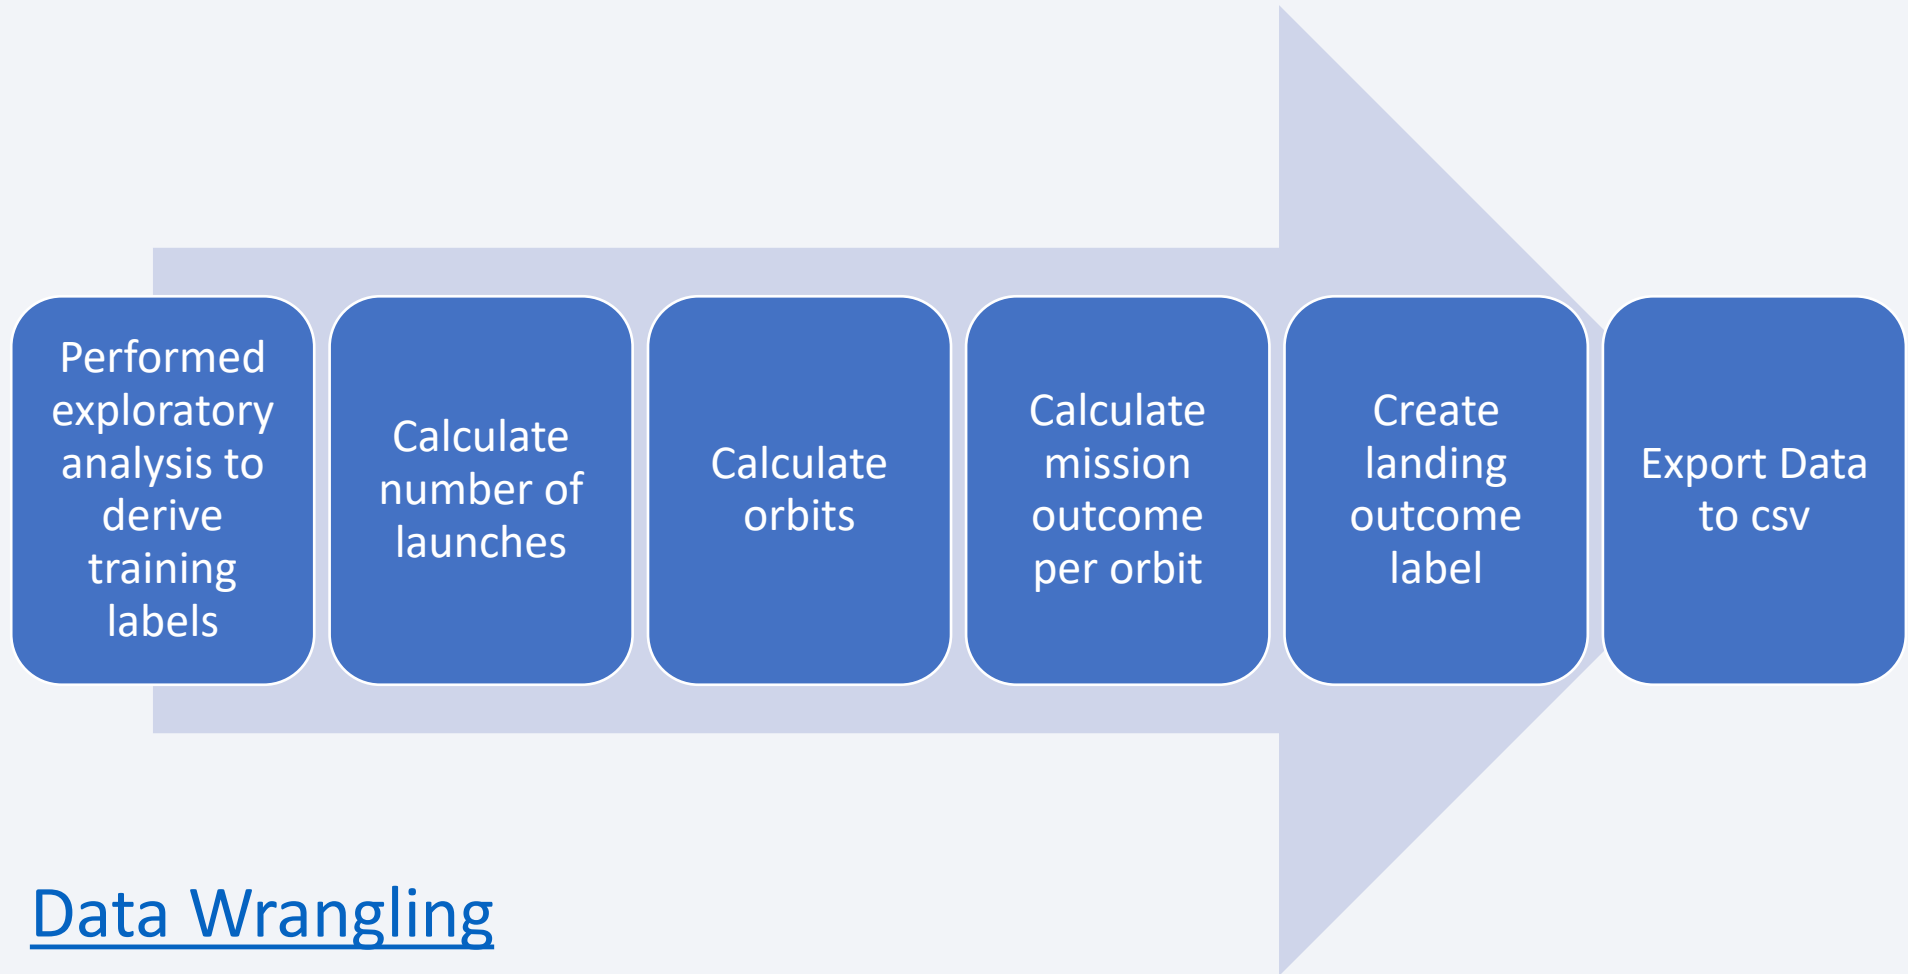 Performed
exploratory
analysis to
derive
training
labels
Calculate
number of
launches
Calculate
orbits
Calculate
mission
outcome
per orbit
Create
landing
outcome
label
Export Data
to csv
Data Wrangling